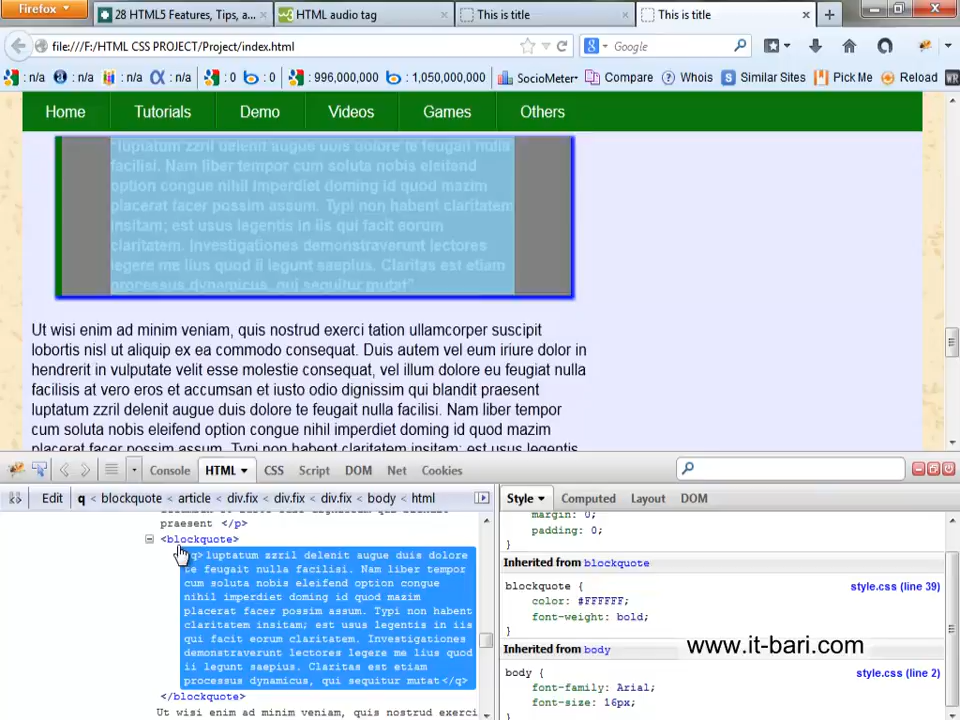 Firefox
28 HTML5 Features, Tips, a...
HTML audio tag
This is title
This is title
file:///F:/HTML CSS PROJECT/Project/index.html
Google
: n/a : n/a : n/a : n/a : 0 : 0 : 996,000,000 : 1,050,000,000 SocioMeter Compare Whois Similar Sites Pick Me Reload
Home Tutorials Demo Videos Games Others
"luptatum zzril delenit augue duis dolore te feugait nulla
facilisi. Nam liber tempor cum soluta nobis eleifend
option congue nihil imperdiet doming id quod mazim
placerat facer possim assum. Typi non habent claritatem
insitam; est usus legentis in iis qui facit eorum
claritatem. Investigationes demonstraverunt lectores
legere me lius quod ii legunt saepius. Claritas est etiam
processus dynamicus, qui sequitur mutat"
Ut wisi enim ad minim veniam, quis nostrud exerci tation ullamcorper suscipit
lobortis nisl ut aliquip ex ea commodo consequat. Duis autem vel eum iriure dolor in
hendrerit in vulputate velit esse molestie consequat, vel illum dolore eu feugiat nulla
facilisis at vero eros et accumsan et iusto odio dignissim qui blandit praesent
luptatum zzril delenit augue duis dolore te feugait nulla facilisi. Nam liber tempor
cum soluta nobis eleifend option congue nihil imperdiet doming id quod mazim
placerat facer possim assum. Typi non habent claritatem insitam; est usus legentis
Console HTML CSS Script DOM Net Cookies
Edit q < blockquote < article < div.fix < div.fix < div.fix < body < html
praesent </p>
<blockquote>
q>luptatum zzril delenit augue duis dolore
te feugait nulla facilisi. Nam liber tempor
cum soluta nobis eleifend option congue
nihil imperdiet doming id quod mazim
placerat facer possim assum. Typi non habent
claritatem insitam; est usus legentis in iis
qui facit eorum claritatem. Investigationes
demonstraverunt lectores legere me lius quod
ii legunt saepius. Claritas est etiam
processus dynamicus, qui sequitur mutat</q>
</blockquote>
Ut wisi enim ad minim veniam, quis nostrud exerci
Style Computed Layout DOM
margin: 0;
padding: 0;
}
Inherited from blockquote
blockquote { style.css (line 39)
color: #FFFFFF;
font-weight: bold;
}
www.it-bari.com
Inherited from body
body { style.css (line 2)
font-family: Arial;
font-size: 16px;
}